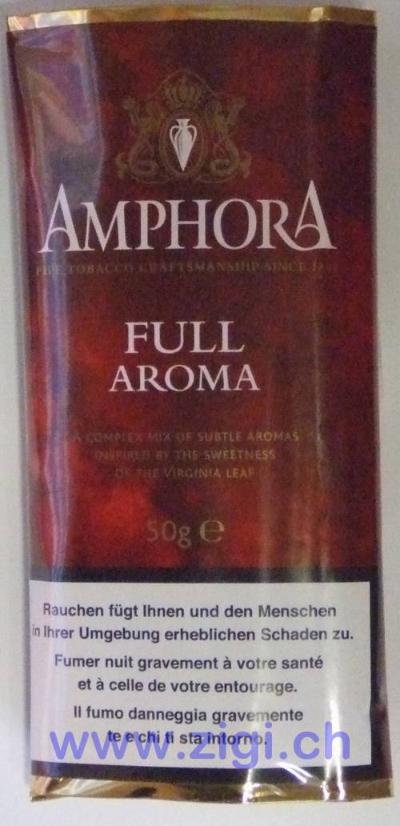 AMPHORA
PIPE TOBACCO CRAFTSMANSHIP SINCE
FULL
AROMA
A COMPLEX MIX OF SUBTLE AROMAS
INSPIRED BY THE SWEETNESS
OF THE VIRGINIA LEAF
50g ℮
Rauchen fügt Ihnen und den Menschen
in Ihrer Umgebung erheblichen Schaden zu.
Fumer nuit gravement à votre santé
et à celle de votre entourage.
Il fumo danneggia gravemente
te e chi ti sta intorno.
www.zigi.ch